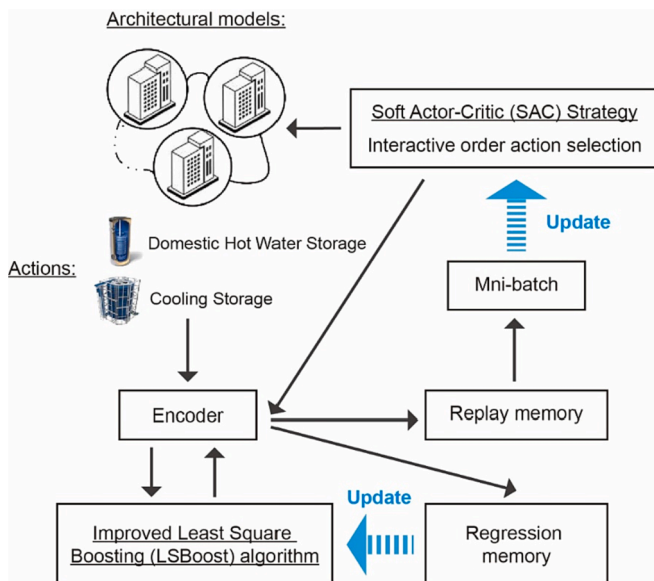 Architectural models:
Soft Actor-Critic (SAC) Strategy
Interactive order action selection
Update
Domestic Hot Water Storage
Actions:
Cooling Storage
Mni-batch
Encoder
Replay memory
Update
Improved Least Square
Boosting (LSBoost) algorithm
Regression
memory